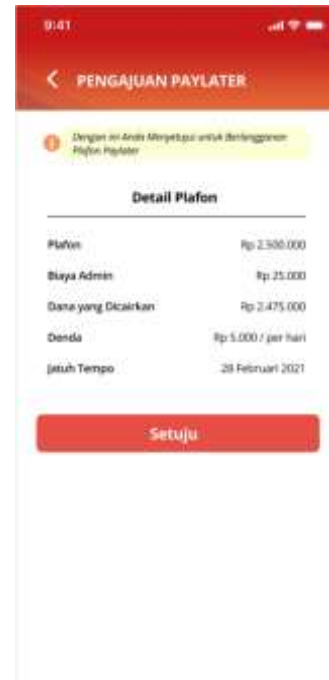 9:41
PENGAJUAN PAYLATER
Dengan ini Anda Menyetujui untuk Berlangganan
Plafon Paylater
Detail Plafon
Plafon Rp 2.500.000
Biaya Admin Rp 25.000
Dana yang Dicairkan Rp 2.475.000
Denda Rp 5.000 / per hari
Jatuh Tempo 28 Februari 2021
Setuju